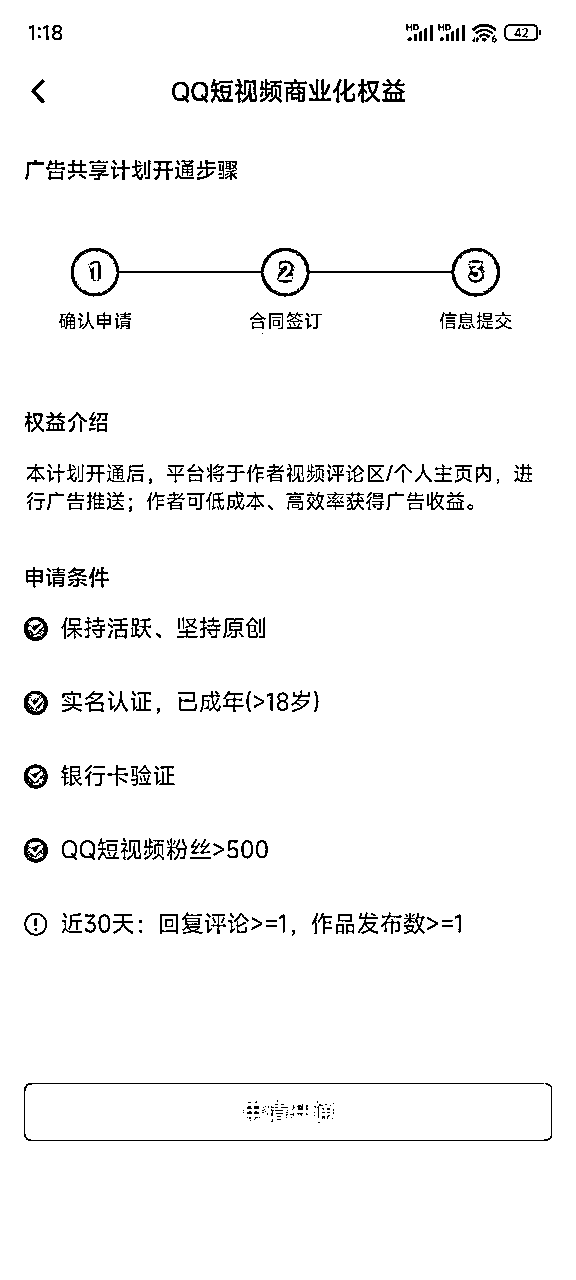 1:18
HD HD 6 42
QQ短视频商业化权益
广告共享计划开通步骤
1 2 3
确认申请 合同签订 信息提交
权益介绍
本计划开通后，平台将于作者视频评论区/个人主页内，进
行广告推送；作者可低成本、高效率获得广告收益。
申请条件
保持活跃、坚持原创
实名认证，已成年(>18岁)
银行卡验证
QQ短视频粉丝>500
近30天：回复评论>=1，作品发布数>=1
申请开通